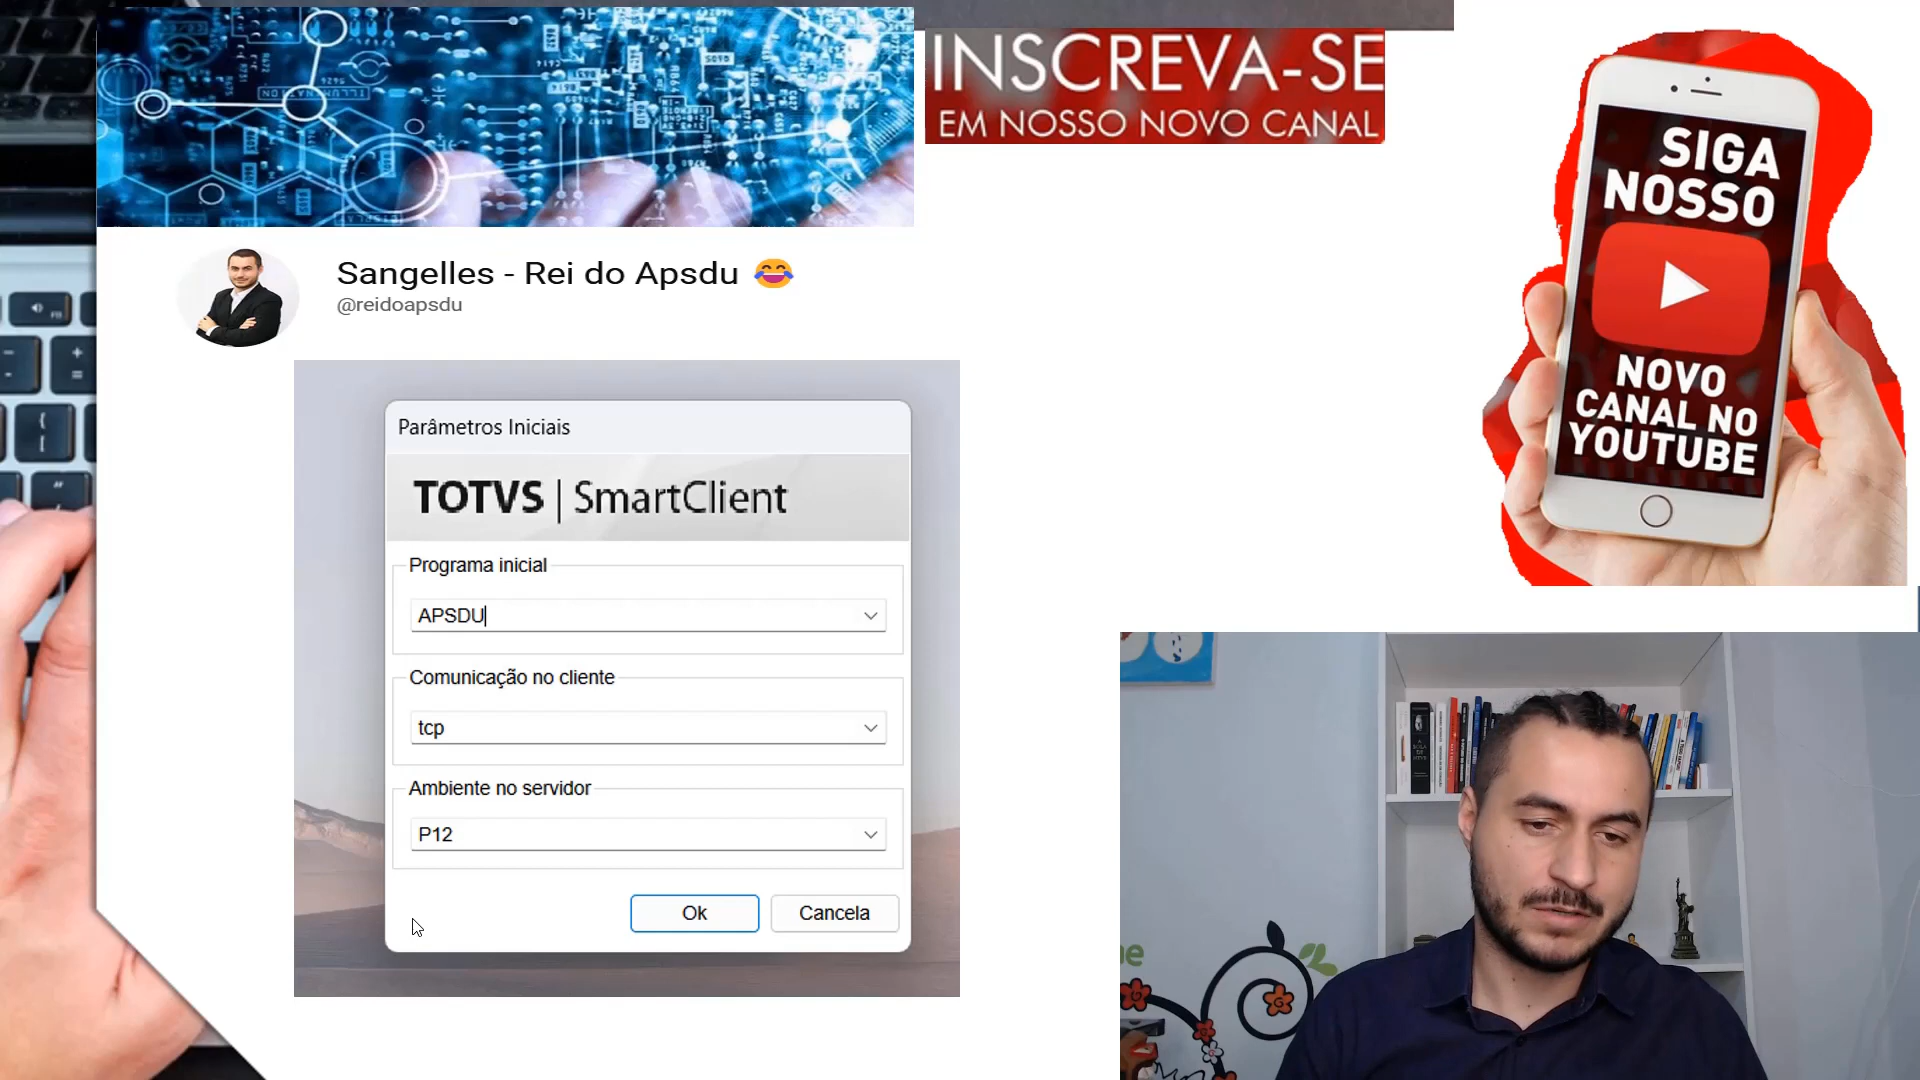 INSCREVA-SE
EM NOSSO NOVO CANAL
SIGA
NOSSO
NOVO
CANAL NO
YOUTUBE
Sangelles - Rei do Apsdu 😂
@reidoapsdu
Parâmetros Iniciais
TOTVS | SmartClient
Programa inicial
APSDU
Comunicação no cliente
tcp
Ambiente no servidor
P12
Ok
Cancela